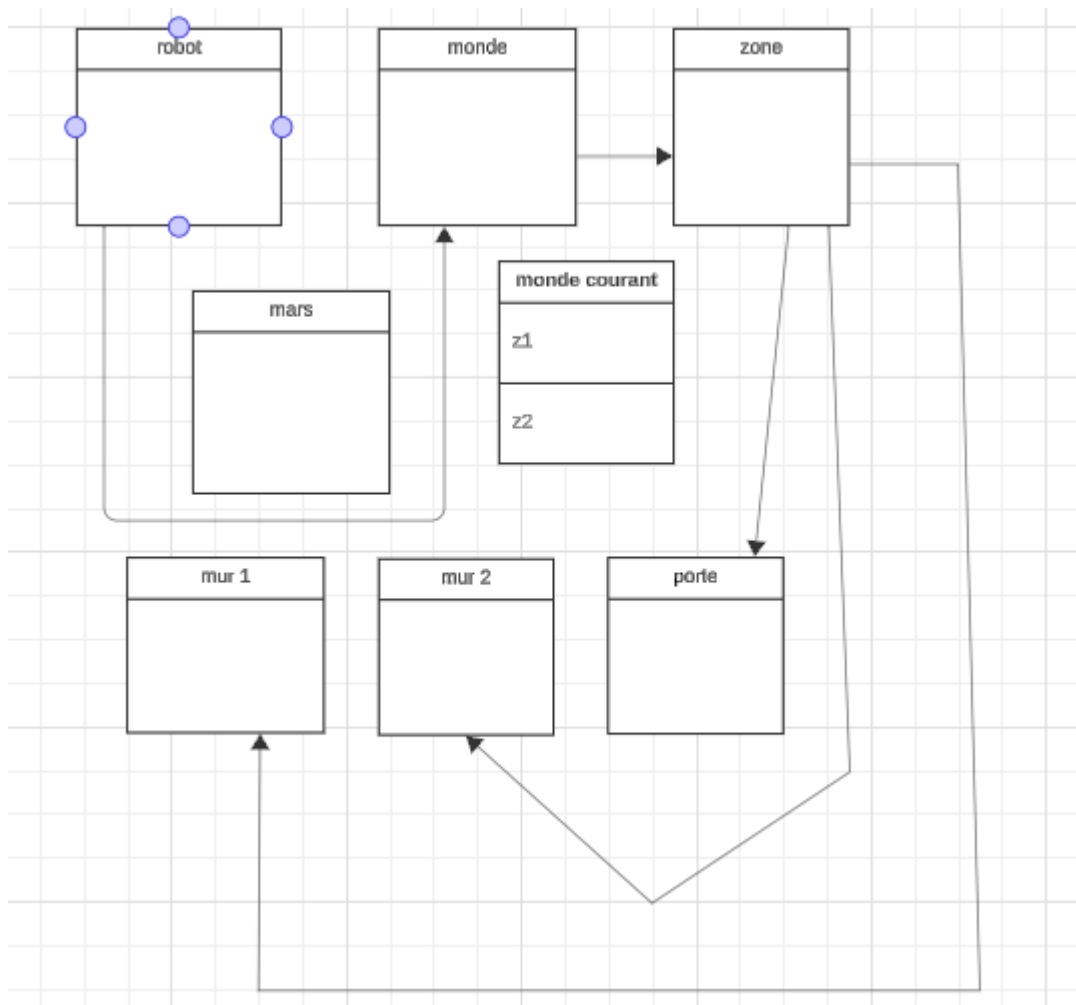 robot
monde
zone
mars
monde courant
z1
z2
mur 1
mur 2
porte